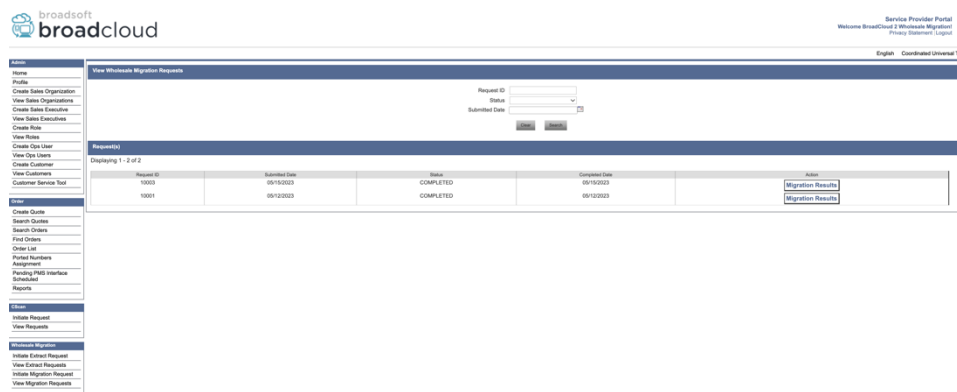 broadsoft
broadcloud
Service Provider Portal
Welcome BroadCloud 2 Wholesale Migration!
Privacy Statement | Logout
English Coordinated Universal T
Admin
Home
Profile
Create Sales Organization
View Sales Organizations
Create Sales Executive
View Sales Executives
Create Role
View Roles
Create Ops User
View Ops Users
Create Customer
View Customers
Customer Service Tool
Order
Create Quote
Search Quotes
Search Orders
Find Orders
Order List
Ported Numbers
Assignment
Pending PMS Interface
Scheduled
Reports
CScan
Initiate Request
View Requests
Wholesale Migration
Initiate Extract Request
View Extract Requests
Initiate Migration Request
View Migration Requests
View Wholesale Migration Requests
Request ID
Status
Submitted Date
Clear Search
Request(s)
Displaying 1 - 2 of 2
Request ID Submitted Date Status Completed Date Action
10003 05/15/2023 COMPLETED 05/15/2023 Migration Results
10001 05/12/2023 COMPLETED 05/12/2023 Migration Results